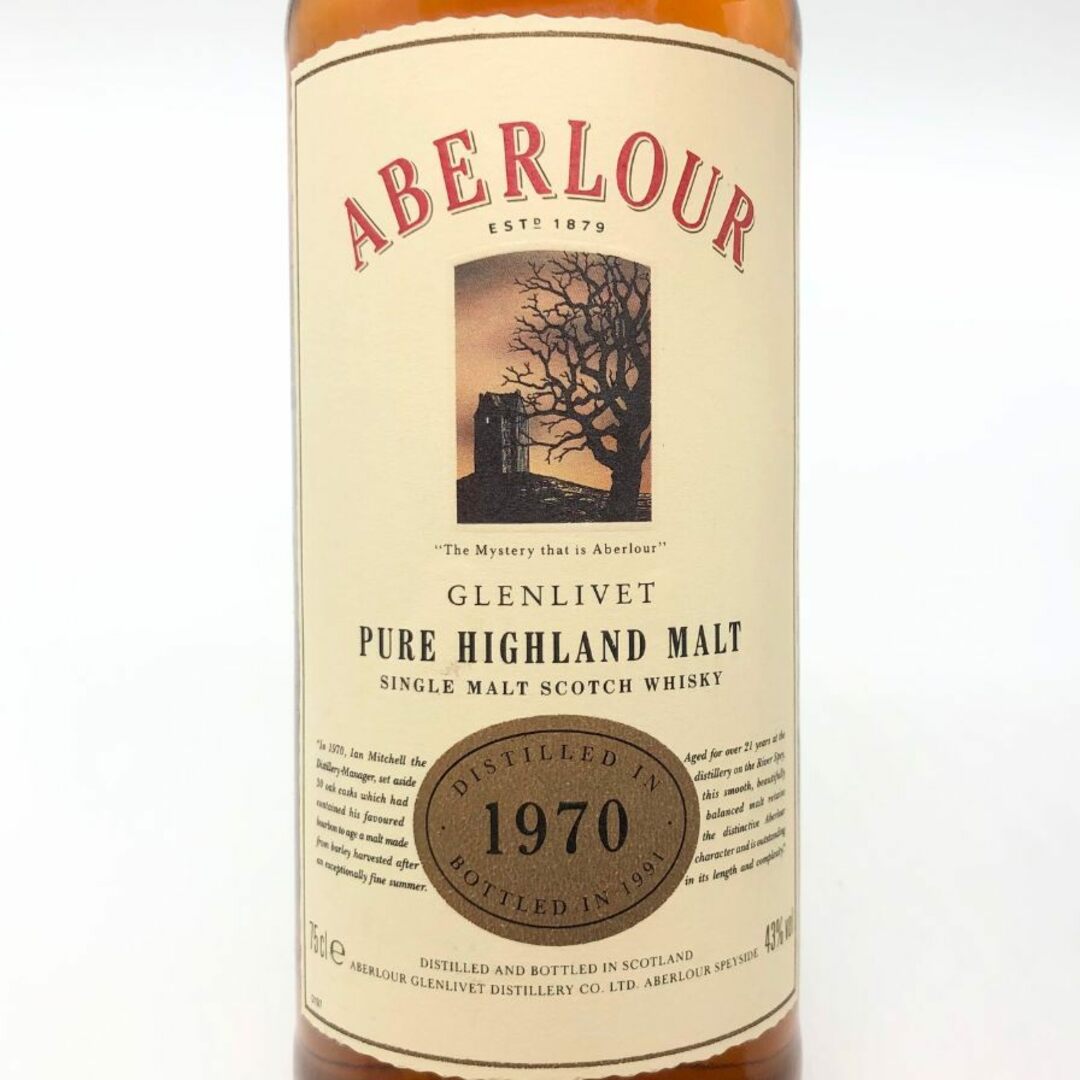 ABERLOUR
ESTD 1879
"The Mystery that is Aberlour"
GLENLIVET
PURE HIGHLAND MALT
SINGLE MALT SCOTCH WHISKY
"In 1970, Ian Mitchell the
Distillery-Manager, set aside
30 oak casks which had
contained his favoured
bourbon to age a malt made
from barley harvested after
an exceptionally fine summer.
DISTILLED IN
1970
BOTTLED IN 1991
Aged for over 21 years at the
distillery on the River Spey,
this smooth, beautifully
balanced malt retains
the distinctive Aberlour
character and is outstanding
in its length and complexity."
75 cl e
43% vol
DISTILLED AND BOTTLED IN SCOTLAND
ABERLOUR GLENLIVET DISTILLERY CO. LTD. ABERLOUR SPEYSIDE